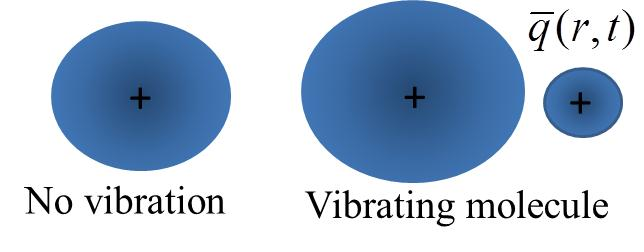 q̅(r,t)
+
+
+
No vibration
Vibrating molecule